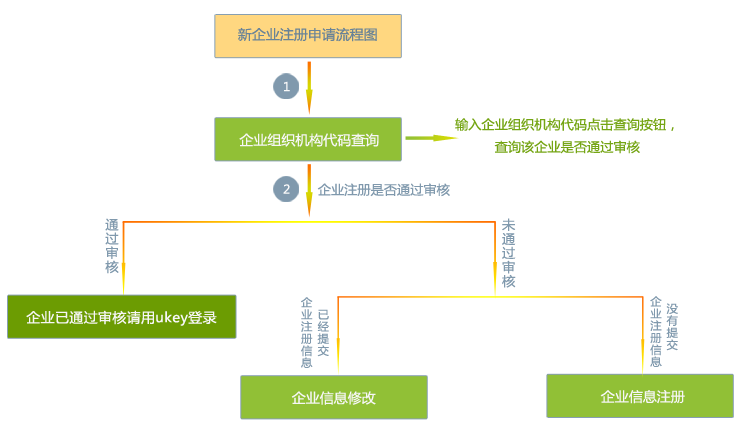 新企业注册申请流程图
1
企业组织机构代码查询
输入企业组织机构代码点击查询按钮，
查询该企业是否通过审核
2
企业注册是否通过审核
通过审核
未通过审核
企业已通过审核请用ukey登录
已经提交
企业注册信息
没有提交
企业注册信息
企业信息修改
企业信息注册